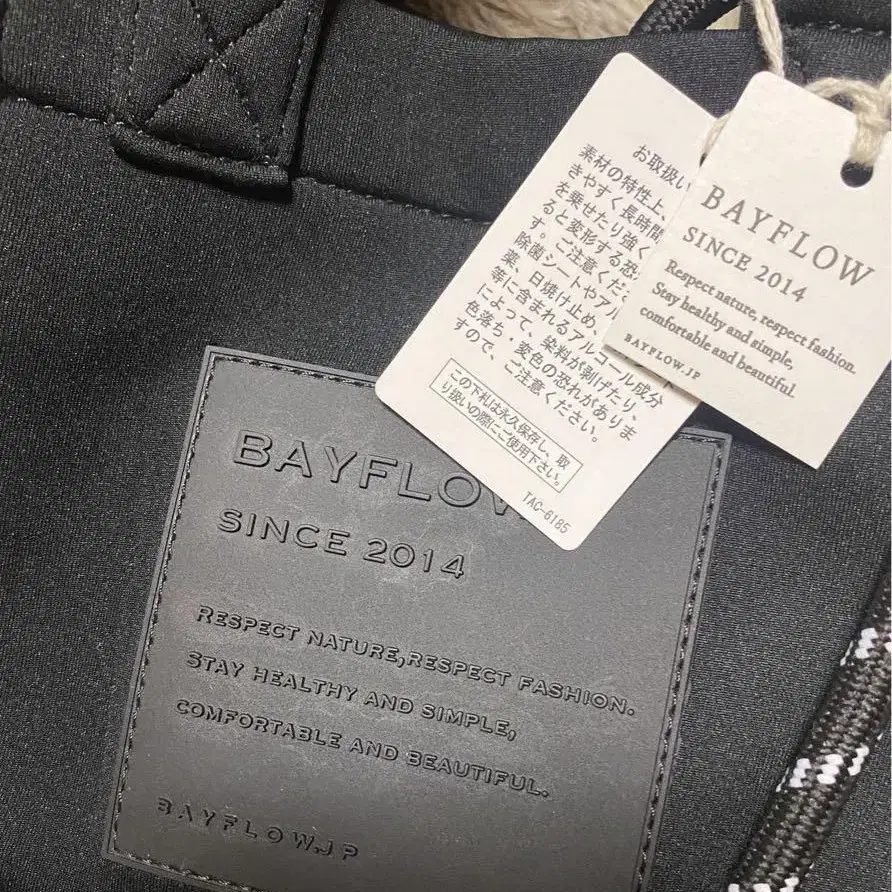 お取扱い
素材の特性上、
きやすく長時間
を乗せたり強く
ると変形する恐
す。ご注意くださ
除菌シートやアル
薬、日焼け止め、
等に含まれるアルコール成分
によって、染料が剥げたり、
色落ち・変色の恐れがありま
すので、ご注意ください。
この下札は永久保存し、取
り扱いの際にご使用下さい。
TAC-6185
BAYFLOW
SINCE 2014
Respect nature, respect fashion.
Stay healthy and simple,
comfortable and beautiful.
BAYFLOW.JP
BAYFLOW
SINCE 2014
RESPECT NATURE,RESPECT FASHION.
STAY HEALTHY AND SIMPLE,
COMFORTABLE AND BEAUTIFUL.
BAYFLOW.JP